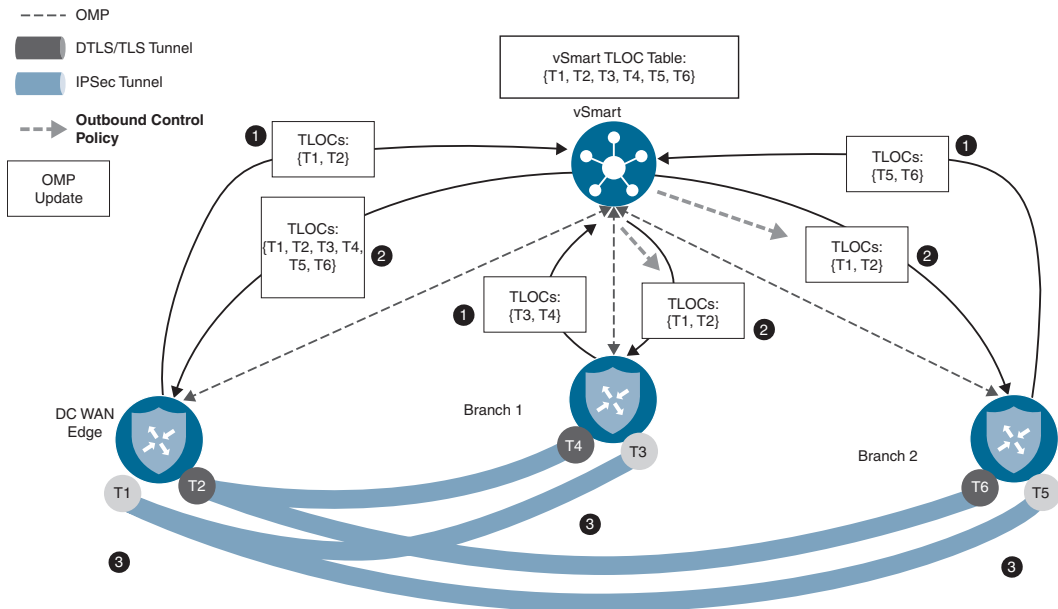 OMP
DTLS/TLS Tunnel
IPSec Tunnel
Outbound Control
Policy
OMP
Update
vSmart TLOC Table:
{T1, T2, T3, T4, T5, T6}
vSmart
1
TLOCs:
{T1, T2}
TLOCs:
{T5, T6}
1
TLOCs:
{T1, T2, T3, T4,
T5, T6}
2
TLOCs:
{T1, T2}
2
1
TLOCs:
{T3, T4}
TLOCs:
{T1, T2}
2
DC WAN
Edge
Branch 1
Branch 2
T4
T3
T1
T2
T6
T5
3
3
3